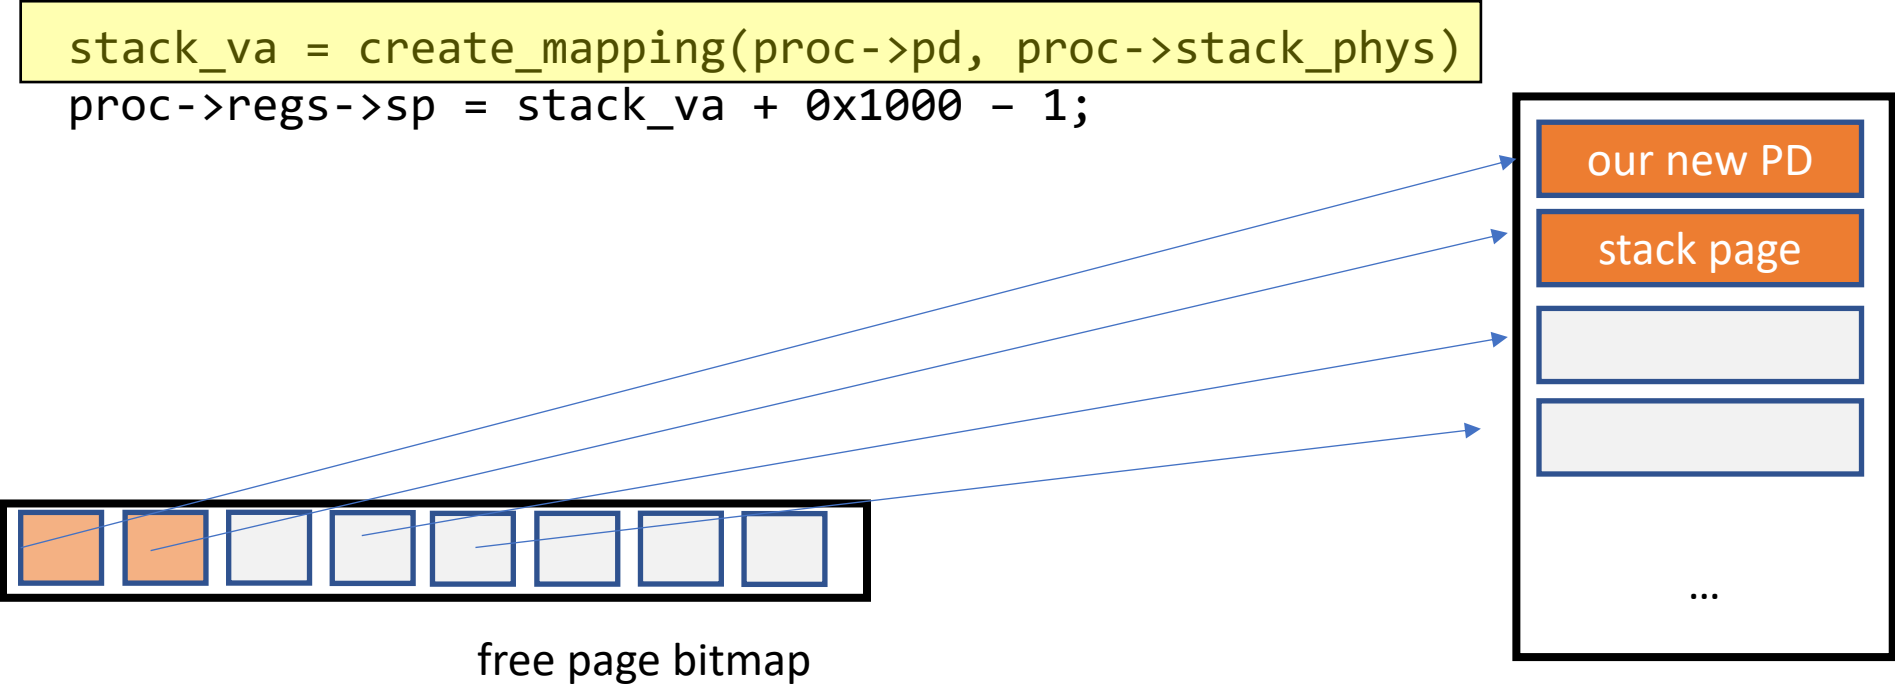 stack_va = create_mapping(proc->pd, proc->stack_phys)
proc->regs->sp = stack_va + 0x1000 – 1;
our new PD
stack page
…
free page bitmap